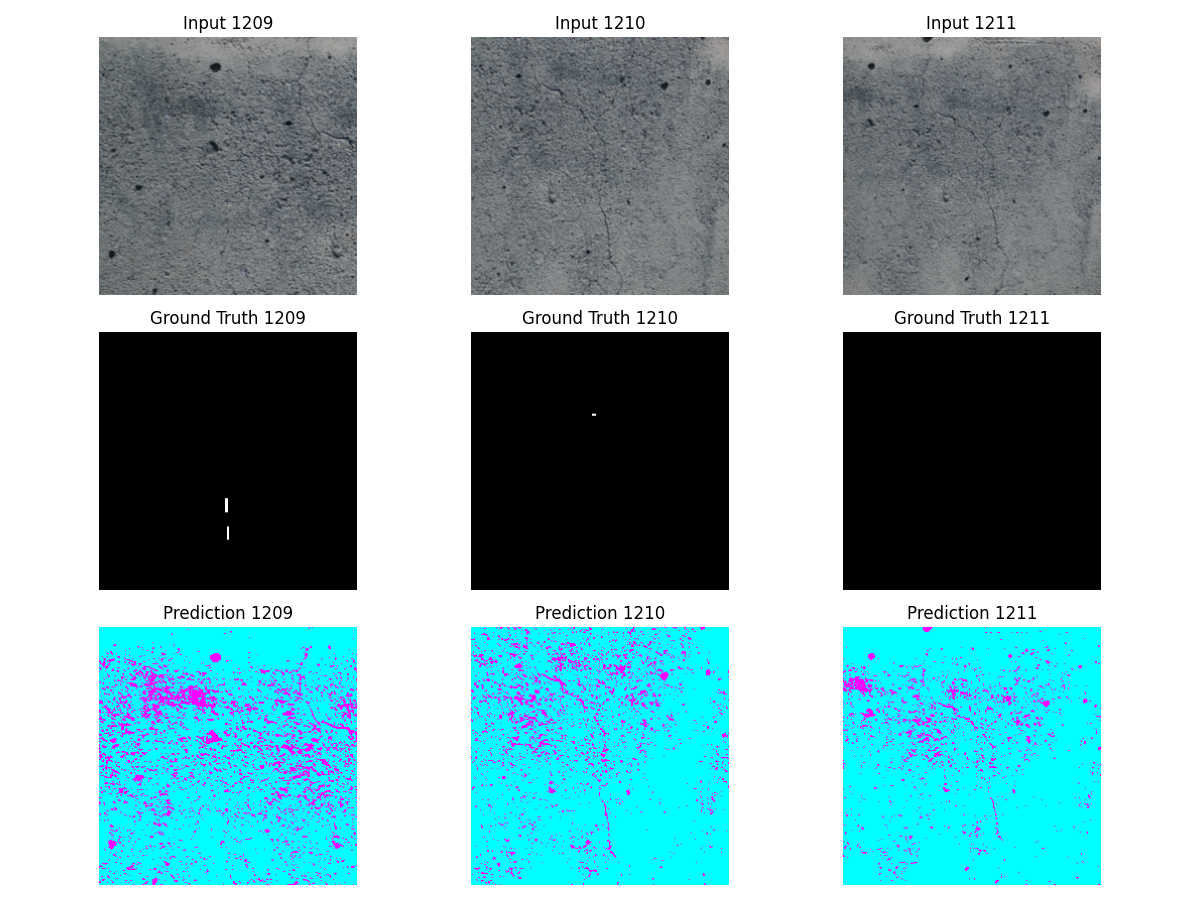 Input 1209
Input 1210
Input 1211
Ground Truth 1209
Ground Truth 1210
Ground Truth 1211
Prediction 1209
Prediction 1210
Prediction 1211